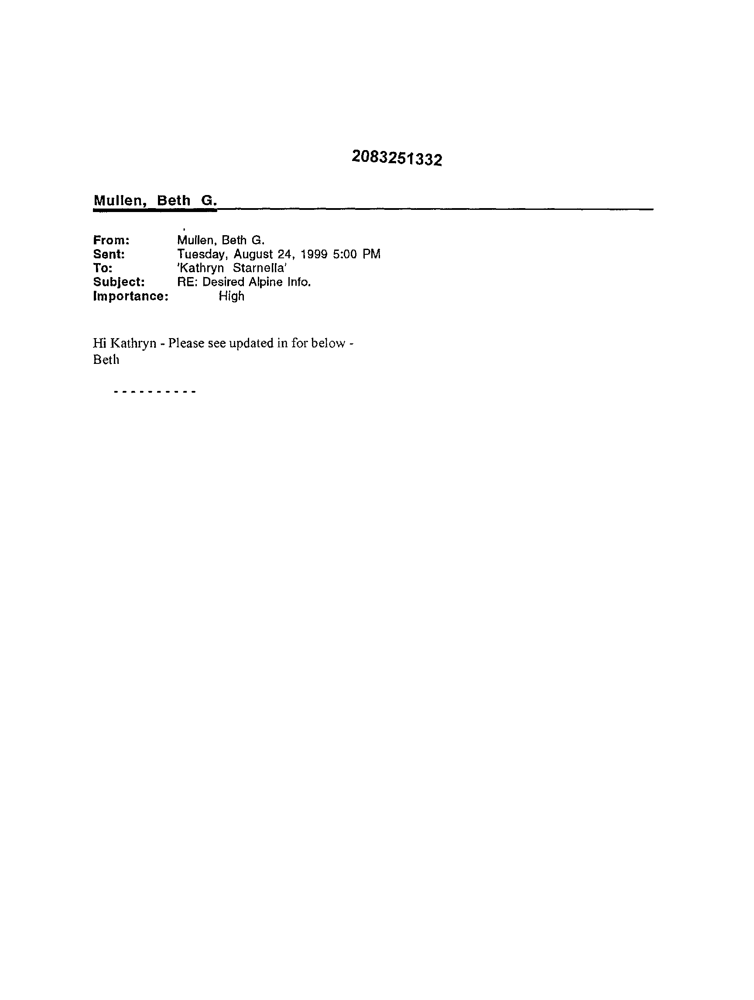 2083251332
Mullen, Beth G.
From: Mullen, Beth G.
Sent: Tuesday, August 24, 1999 5:00 PM
To: 'Kathryn Starnella'
Subject: RE: Desired Alpine Info.
Importance: High
Hi Kathryn - Please see updated in for below -
Beth
- - - - - - - - - -